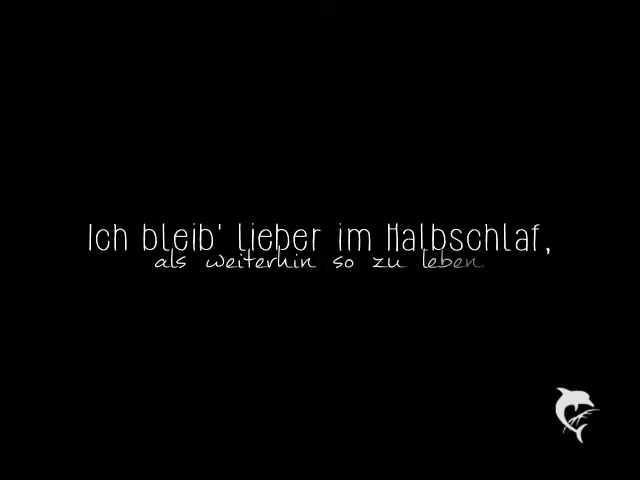 Ich bleib' lieber im Halbschlaf,
als weiterhin so zu leben